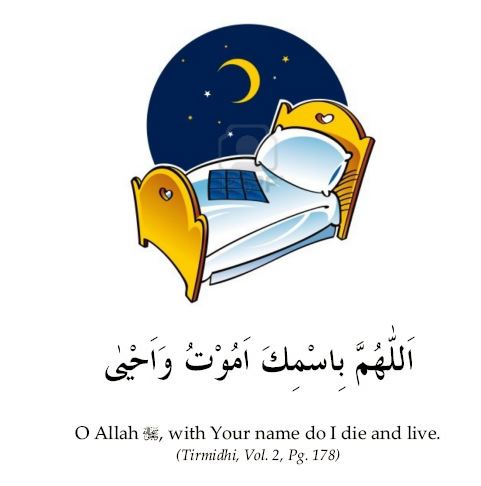 اَللّٰهُمَّ بِاسْمِكَ اَمُوْتُ وَاَحْيٰى
O Allah ﷻ, with Your name do I die and live.
(Tirmidhi, Vol. 2, Pg. 178)